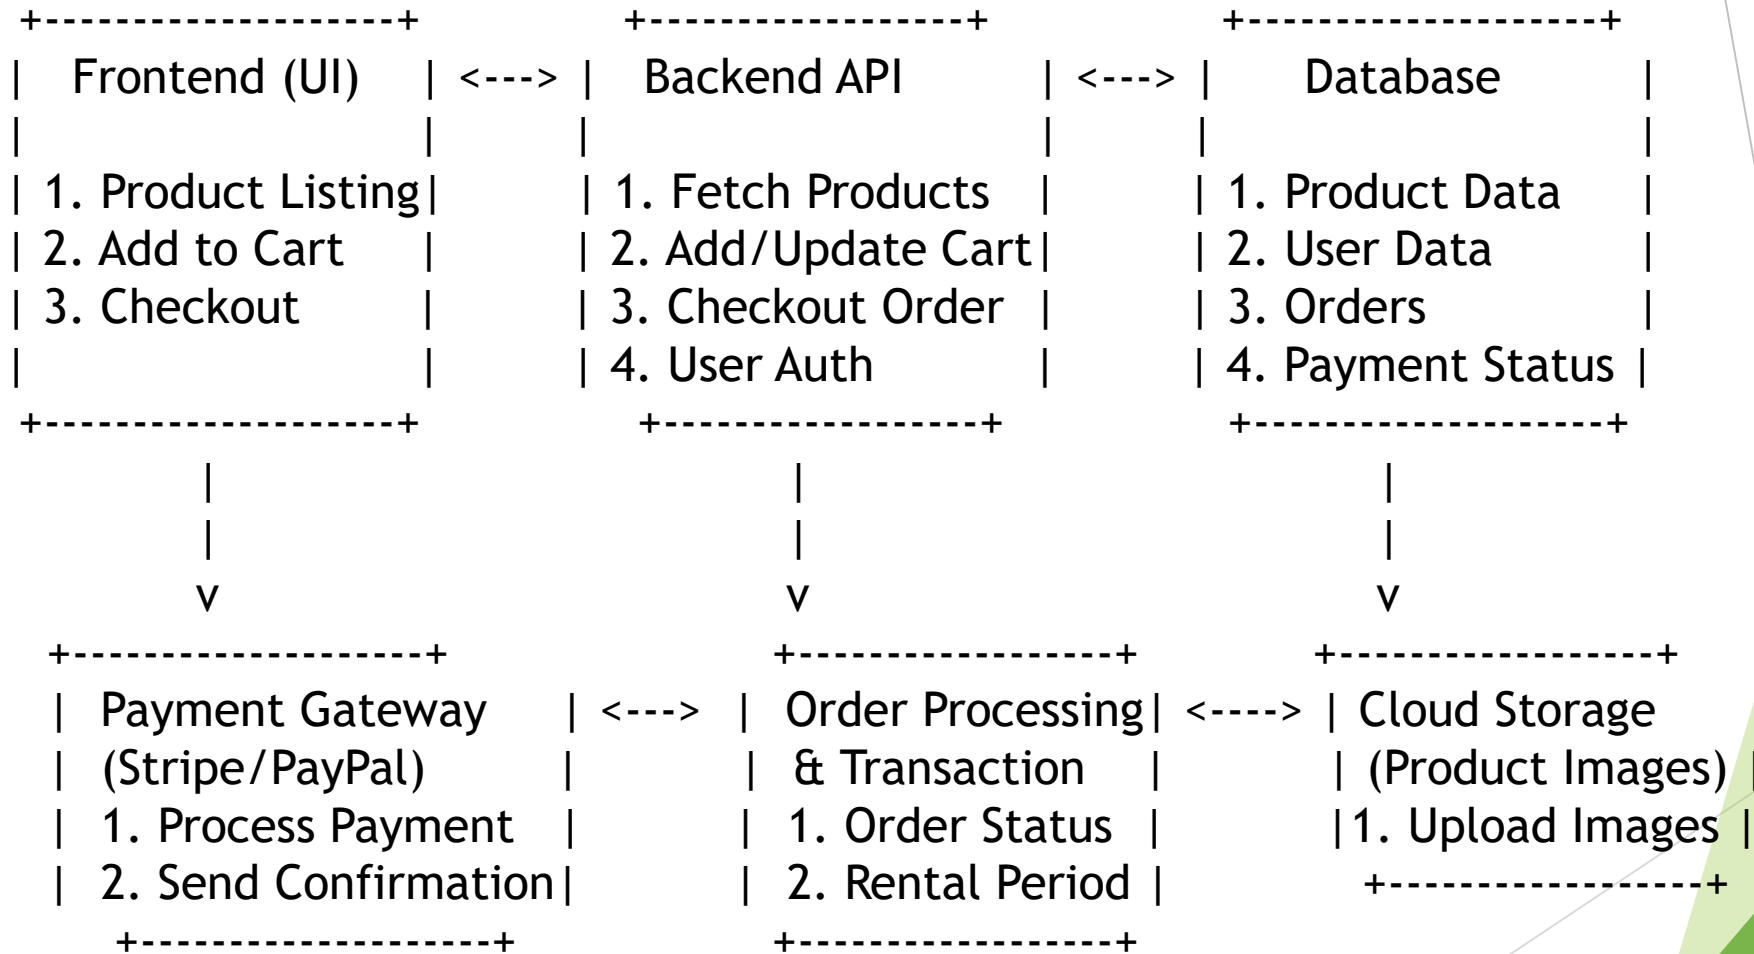 +--------------------+ +------------------+ +--------------------+
| Frontend (UI) | <---> | Backend API | <---> | Database |
| | | | | |
| 1. Product Listing| | 1. Fetch Products | | 1. Product Data |
| 2. Add to Cart | | 2. Add/Update Cart| | 2. User Data |
| 3. Checkout | | 3. Checkout Order | | 3. Orders |
| | | 4. User Auth | | 4. Payment Status |
+--------------------+ +------------------+ +--------------------+
| | |
| | |
v v v
+--------------------+ +------------------+ +------------------+
| Payment Gateway | <---> | Order Processing| <----> | Cloud Storage
| (Stripe/PayPal) | | & Transaction | | (Product Images) |
| 1. Process Payment | | 1. Order Status | |1. Upload Images |
| 2. Send Confirmation| | 2. Rental Period | +------------------+
+--------------------+ +------------------+